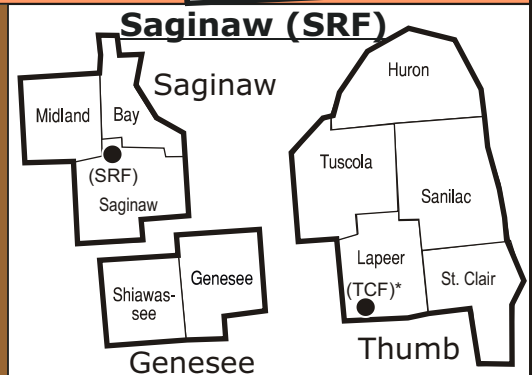 Saginaw (SRF)
Saginaw
Midland
Bay
(SRF)
Saginaw
Shiawas-
see
Genesee
Genesee
Huron
Tuscola
Sanilac
Lapeer
(TCF)*
St. Clair
Thumb